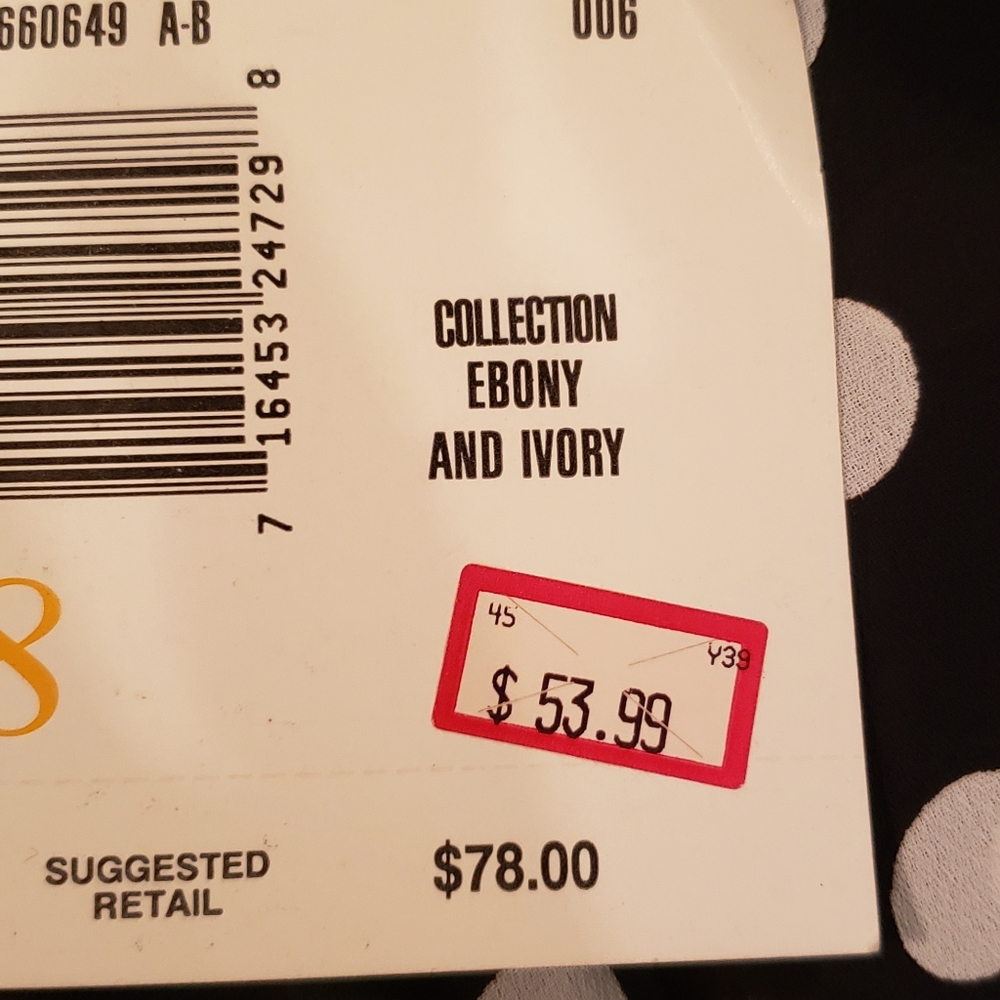 660649 A-B
006
7 16453 24729 8
COLLECTION
EBONY
AND IVORY
8
45
Y39
$ 53.99
SUGGESTED
RETAIL
$78.00